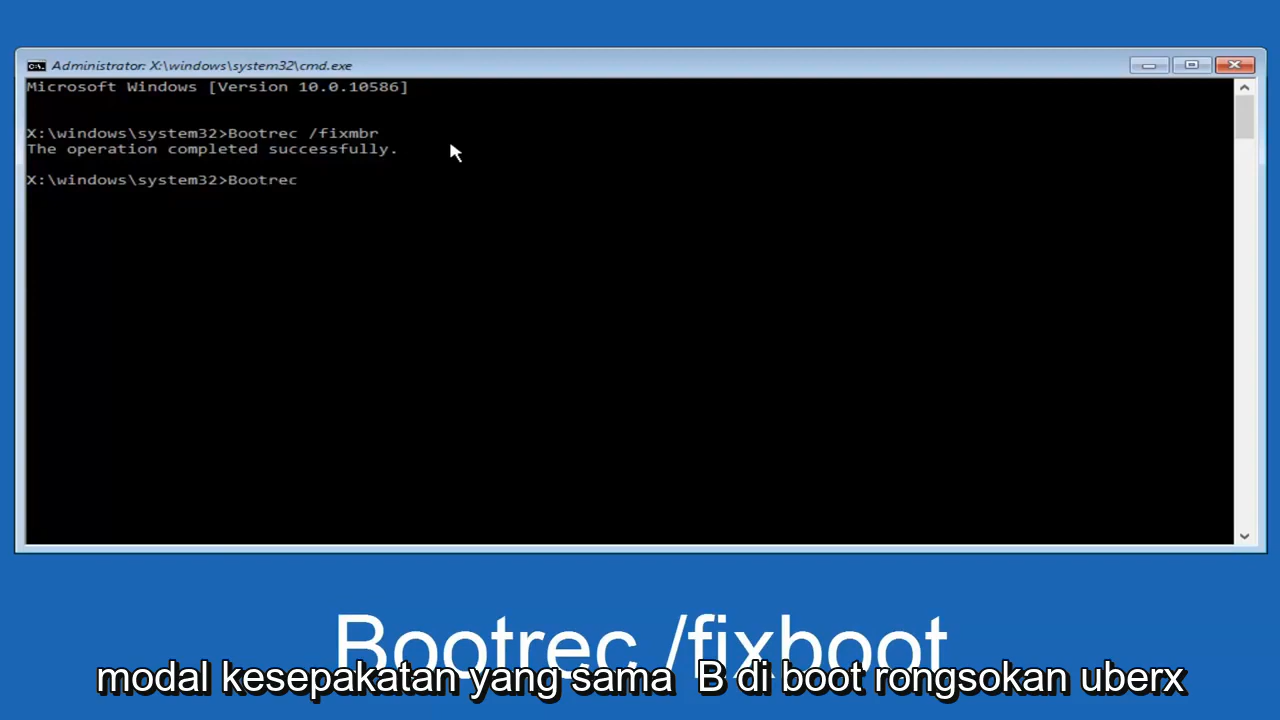 Administrator: X:\windows\system32\cmd.exe
Microsoft Windows [Version 10.0.10586]
X:\windows\system32>Bootrec /fixmbr
The operation completed successfully.
X:\windows\system32>Bootrec
Bootrec /fixboot
modal kesepakatan yang sama B di boot rongsokan uberx